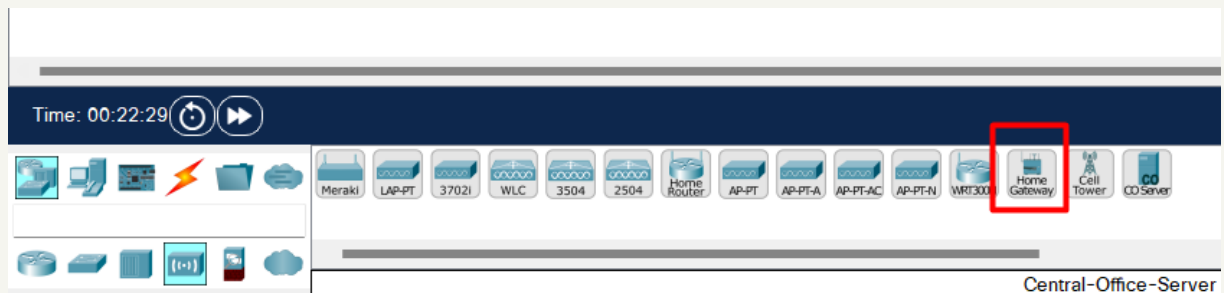 Time: 00:22:29
Meraki LAP-PT 3702i WLC 3504 2504 Home Router AP-PT AP-PT-A AP-PT-AC AP-PT-N WRT300N Home Gateway Cell Tower CO CO Server
Central-Office-Server